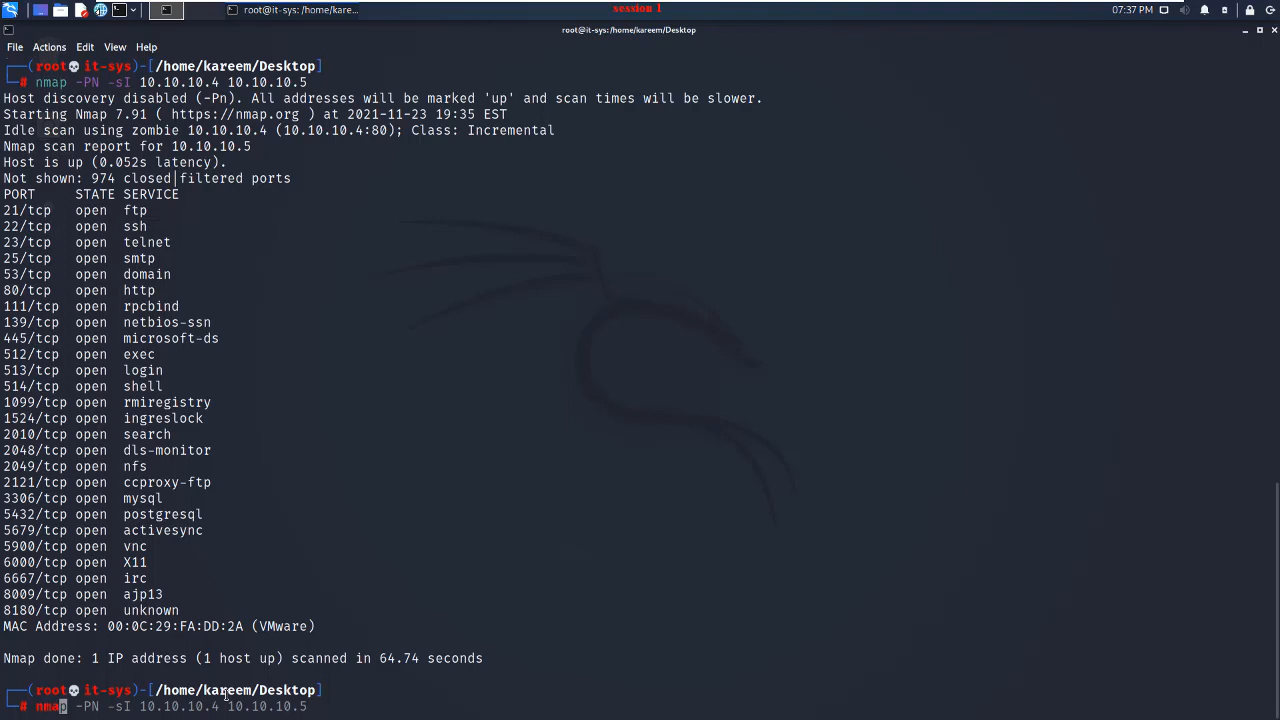 root@it-sys: /home/karee...
session 1
07:37 PM
root@it-sys:/home/kareem/Desktop
File Actions Edit View Help
┌──(root💀it-sys)-[/home/kareem/Desktop]
└─# nmap -PN -sI 10.10.10.4 10.10.10.5
Host discovery disabled (-Pn). All addresses will be marked 'up' and scan times will be slower.
Starting Nmap 7.91 ( https://nmap.org ) at 2021-11-23 19:35 EST
Idle scan using zombie 10.10.10.4 (10.10.10.4:80); Class: Incremental
Nmap scan report for 10.10.10.5
Host is up (0.052s latency).
Not shown: 974 closed|filtered ports
PORT     STATE SERVICE
21/tcp   open  ftp
22/tcp   open  ssh
23/tcp   open  telnet
25/tcp   open  smtp
53/tcp   open  domain
80/tcp   open  http
111/tcp  open  rpcbind
139/tcp  open  netbios-ssn
445/tcp  open  microsoft-ds
512/tcp  open  exec
513/tcp  open  login
514/tcp  open  shell
1099/tcp open  rmiregistry
1524/tcp open  ingreslock
2010/tcp open  search
2048/tcp open  dls-monitor
2049/tcp open  nfs
2121/tcp open  ccproxy-ftp
3306/tcp open  mysql
5432/tcp open  postgresql
5679/tcp open  activesync
5900/tcp open  vnc
6000/tcp open  X11
6667/tcp open  irc
8009/tcp open  ajp13
8180/tcp open  unknown
MAC Address: 00:0C:29:FA:DD:2A (VMware)
Nmap done: 1 IP address (1 host up) scanned in 64.74 seconds
┌──(root💀it-sys)-[/home/kareem/Desktop]
└─# nmap -PN -sI 10.10.10.4 10.10.10.5